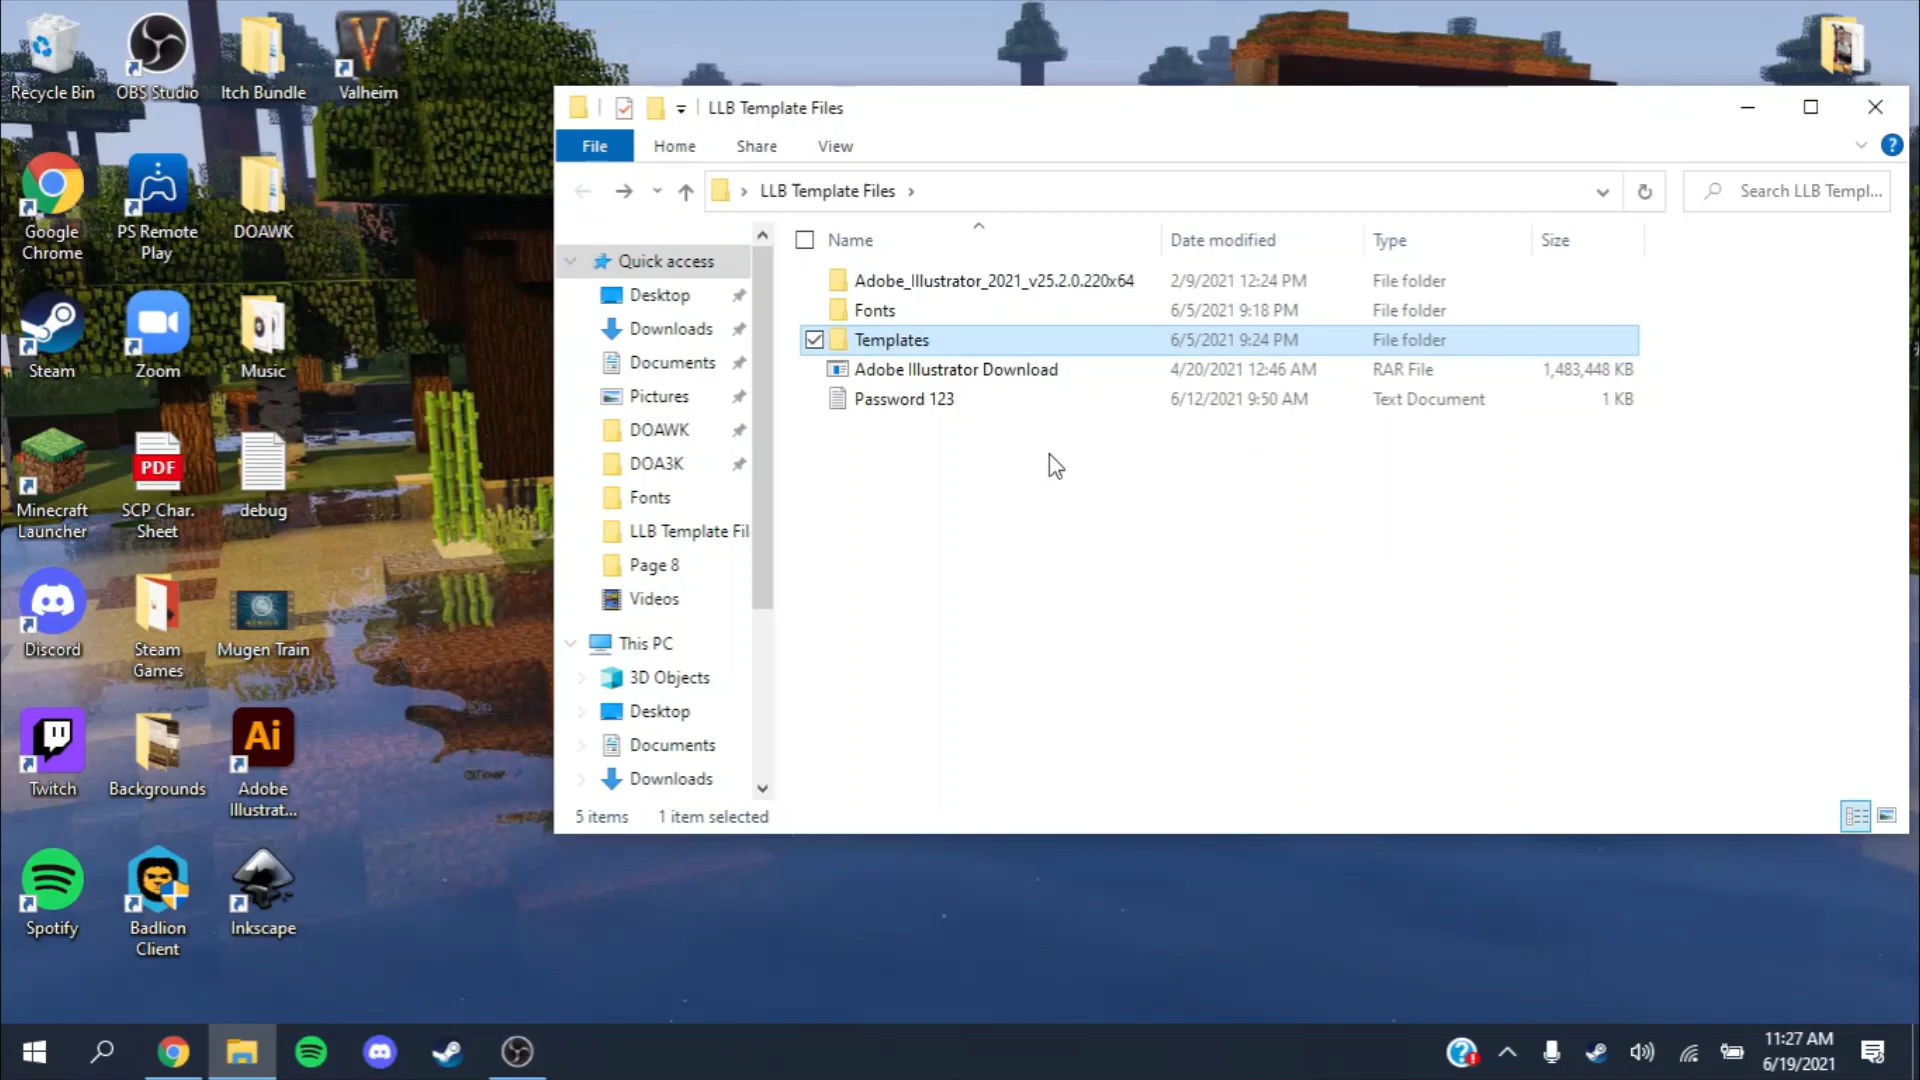 Recycle Bin
OBS Studio
Itch Bundle
Valheim
Google
Chrome
PS Remote
Play
DOAWK
Steam
Zoom
Music
Minecraft
Launcher
PDF
SCP_Char.
Sheet
debug
Discord
Steam
Games
Mugen Train
Twitch
Backgrounds
Ai
Adobe
Illustrat...
Spotify
Badlion
Client
Inkscape
LLB Template Files
File
Home
Share
View
LLB Template Files
Search LLB Templ...
Quick access
Desktop
Downloads
Documents
Pictures
DOAWK
DOA3K
Fonts
LLB Template Fil
Page 8
Videos
This PC
3D Objects
Desktop
Documents
Downloads
Name Date modified Type Size
Adobe_Illustrator_2021_v25.2.0.220x64 2/9/2021 12:24 PM File folder
Fonts 6/5/2021 9:18 PM File folder
Templates 6/5/2021 9:24 PM File folder
Adobe Illustrator Download 4/20/2021 12:46 AM RAR File 1,483,448 KB
Password 123 6/12/2021 9:50 AM Text Document 1 KB
5 items 1 item selected
11:27 AM
6/19/2021